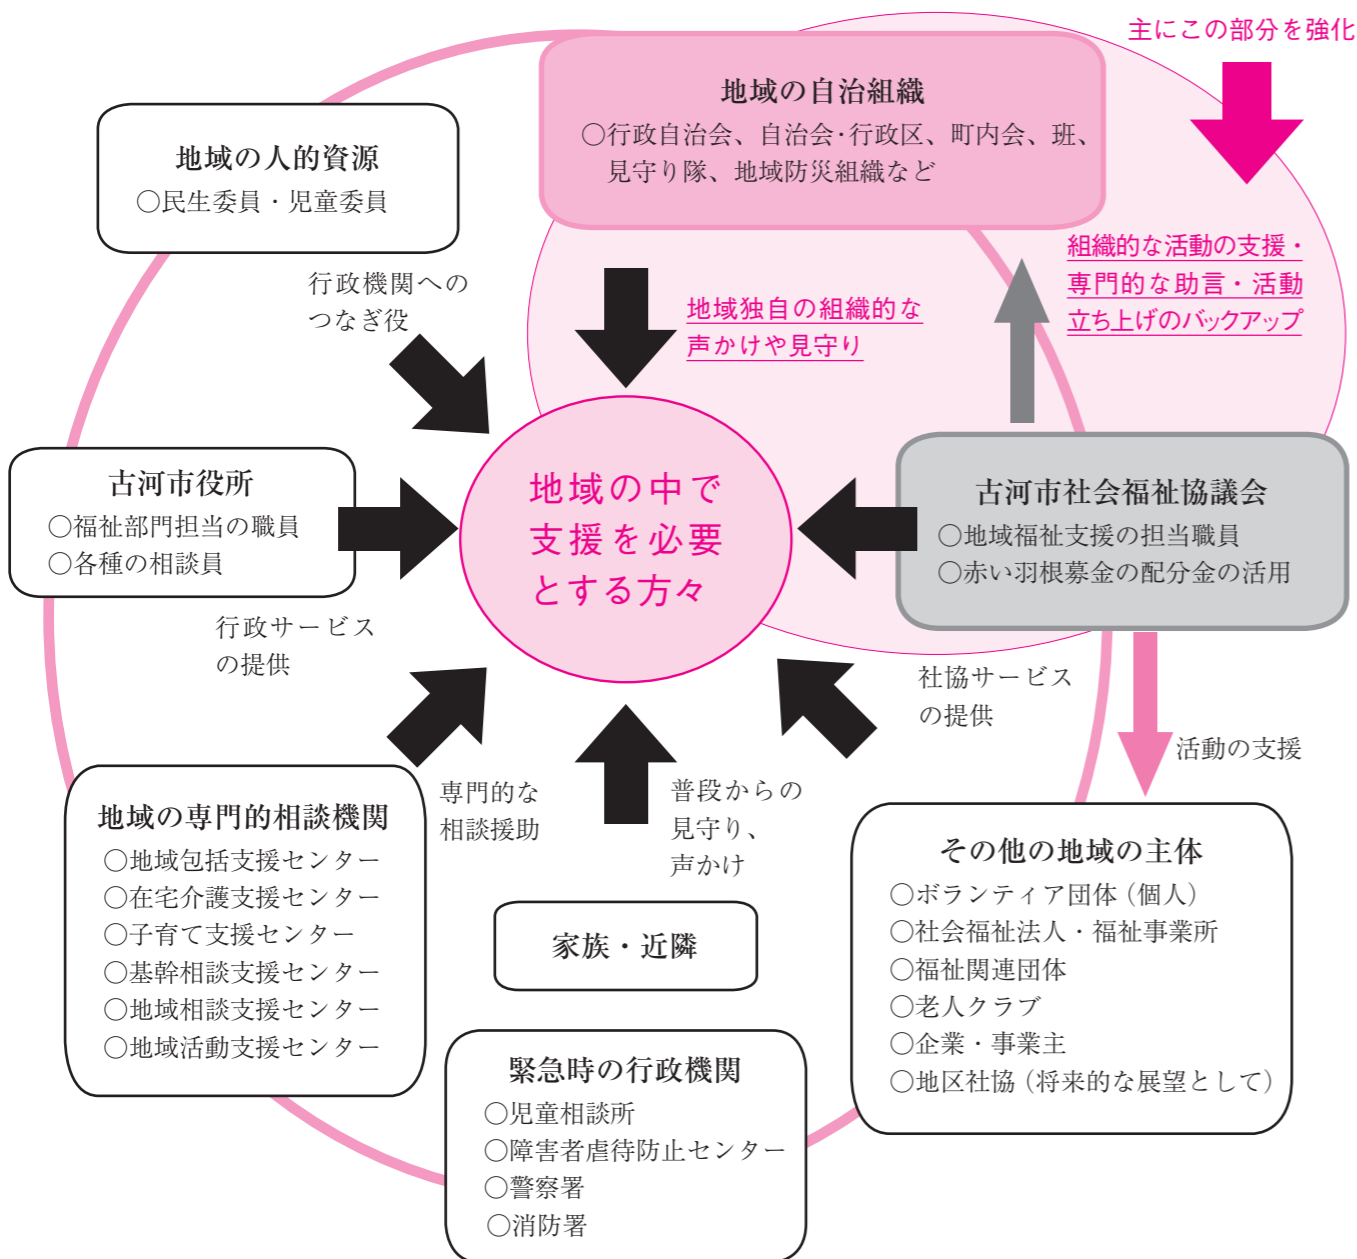 主にこの部分を強化
地域の自治組織
○行政自治会、自治会・行政区、町内会、班、
見守り隊、地域防災組織など
地域の人的資源
○民生委員・児童委員
行政機関への
つなぎ役
地域独自の組織的な
声かけや見守り
組織的な活動の支援・
専門的な助言・活動
立ち上げのバックアップ
古河市役所
○福祉部門担当の職員
○各種の相談員
行政サービス
の提供
地域の中で
支援を必要
とする方々
古河市社会福祉協議会
○地域福祉支援の担当職員
○赤い羽根募金の配分金の活用
社協サービス
の提供
活動の支援
地域の専門的相談機関
○地域包括支援センター
○在宅介護支援センター
○子育て支援センター
○基幹相談支援センター
○地域相談支援センター
○地域活動支援センター
専門的な
相談援助
普段からの
見守り、
声かけ
家族・近隣
その他の地域の主体
○ボランティア団体（個人）
○社会福祉法人・福祉事業所
○福祉関連団体
○老人クラブ
○企業・事業主
○地区社協（将来的な展望として）
緊急時の行政機関
○児童相談所
○障害者虐待防止センター
○警察署
○消防署